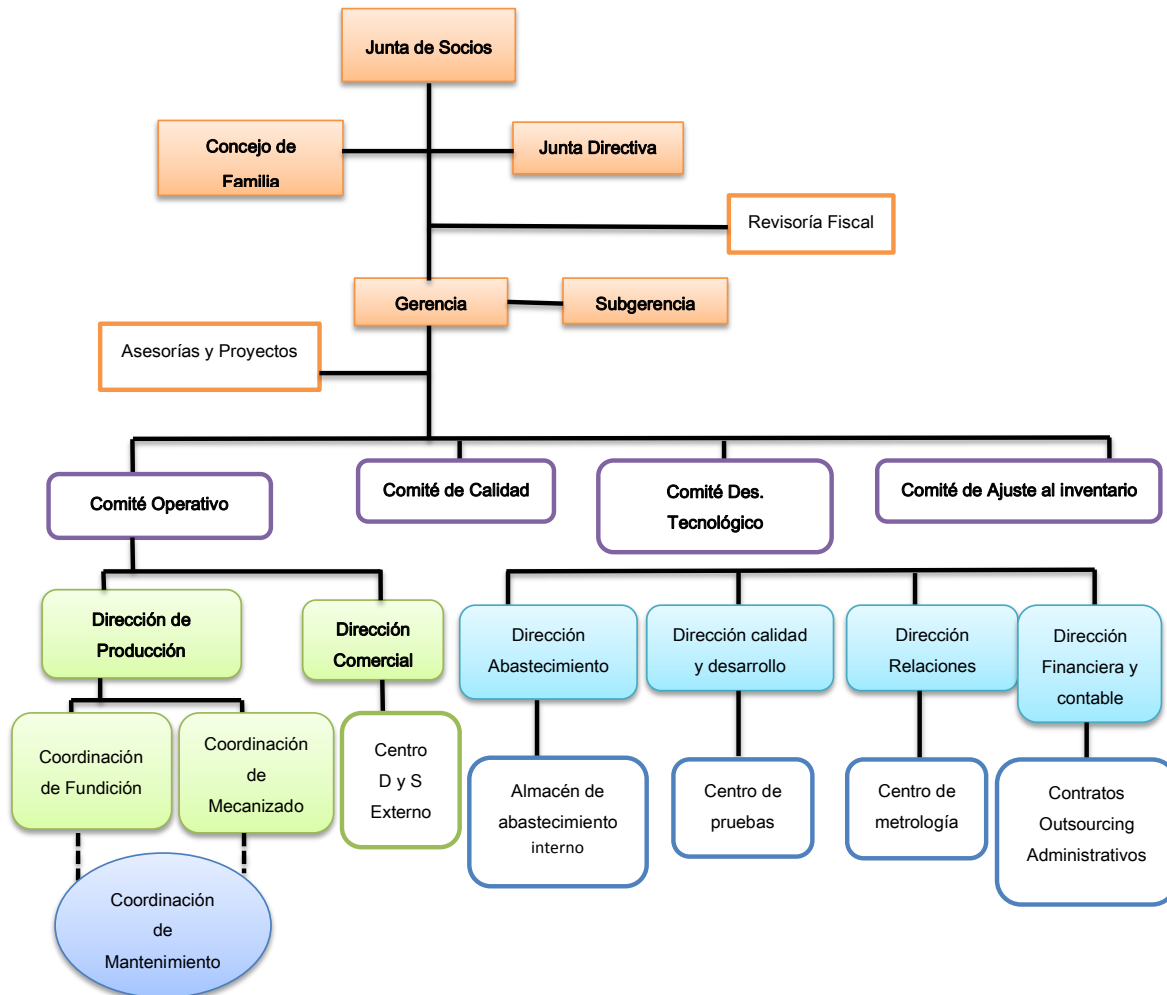 Junta de Socios
Concejo de
Familia
Junta Directiva
Revisoría Fiscal
Gerencia
Subgerencia
Asesorías y Proyectos
Comité Operativo
Comité de Calidad
Comité Des.
Tecnológico
Comité de Ajuste al inventario
Dirección de
Producción
Dirección
Comercial
Dirección
Abastecimiento
Dirección calidad
y desarrollo
Dirección
Relaciones
Dirección
Financiera y
contable
Coordinación
de Fundición
Coordinación
de
Mecanizado
Centro
D y S
Externo
Almacén de
abastecimiento
interno
Centro de
pruebas
Centro de
metrología
Contratos
Outsourcing
Administrativos
Coordinación
de
Mantenimiento